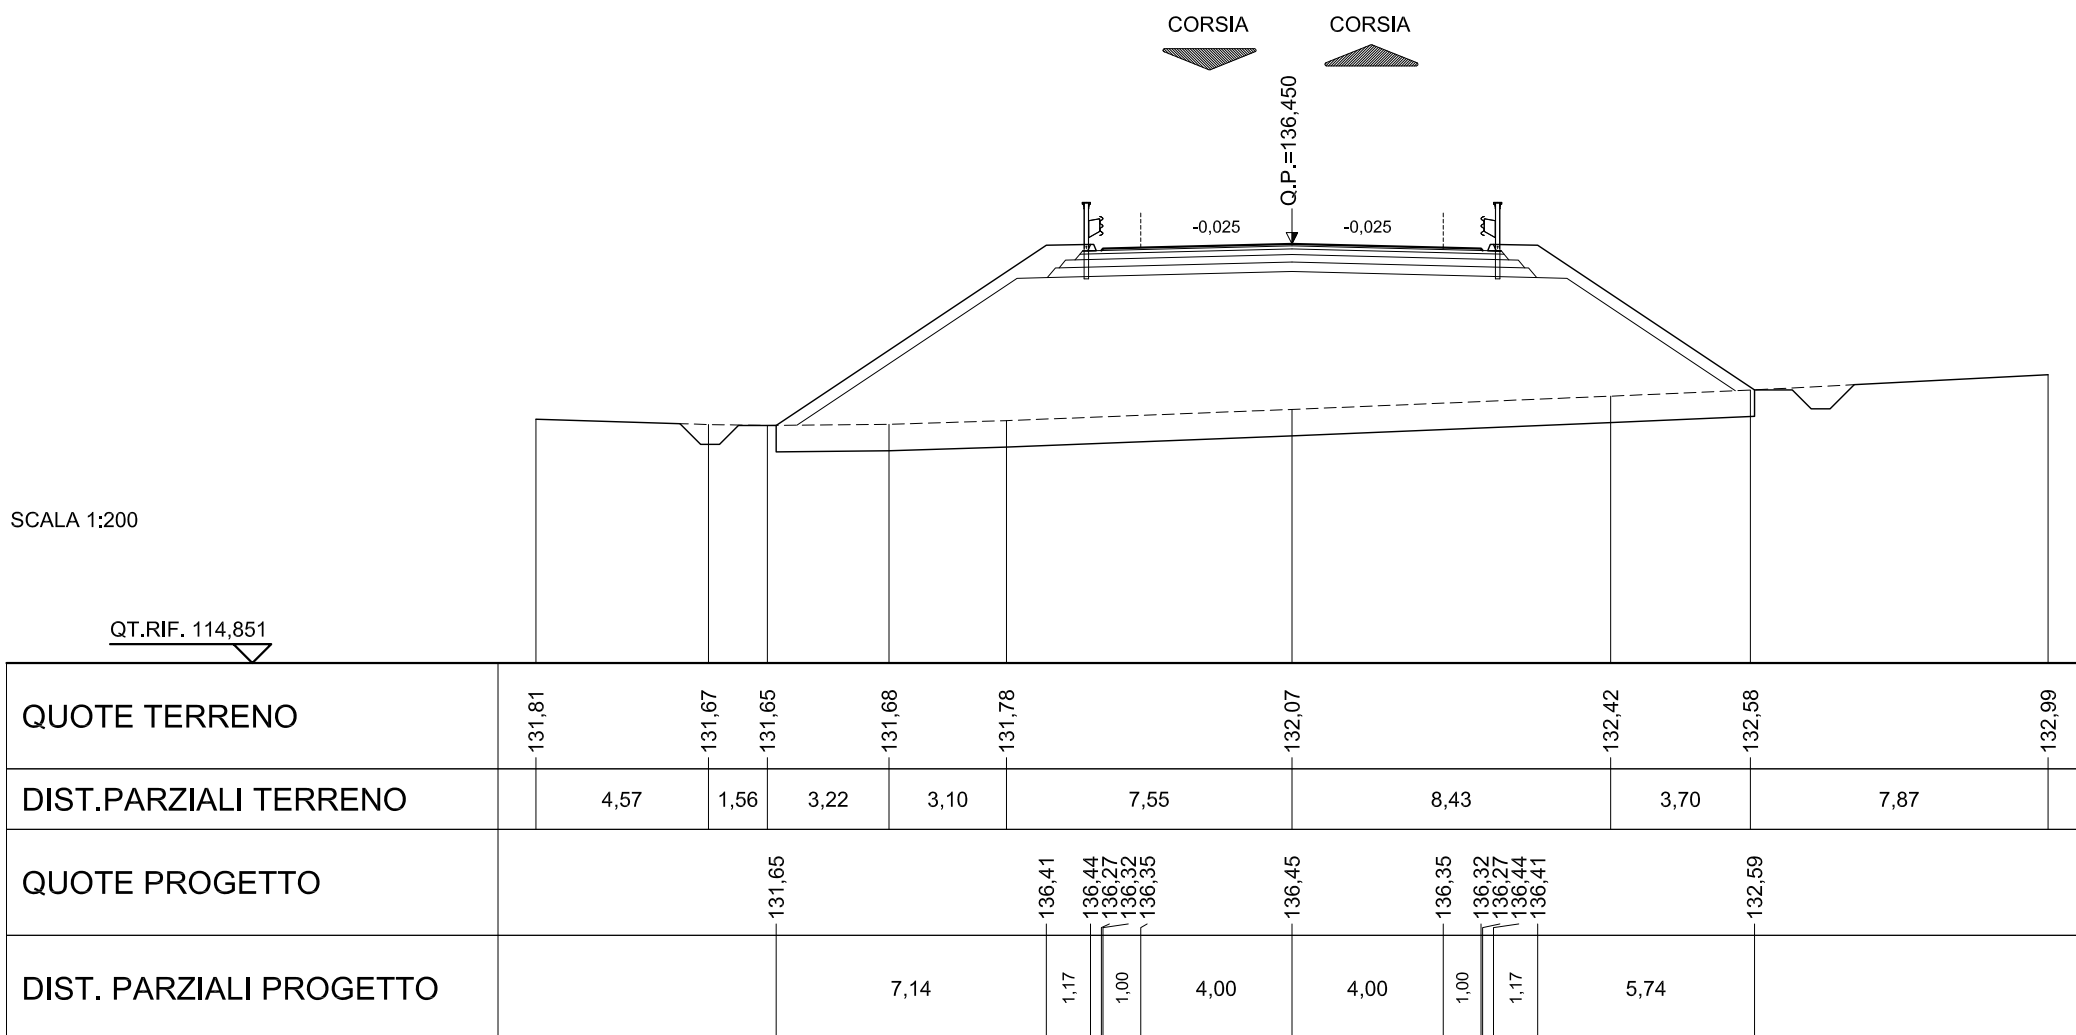 CORSIA CORSIA
Q.P.=136,450
-0,025 -0,025
SCALA 1:200
QT.RIF. 114,851
QUOTE TERRENO 131,81 131,67 131,65 131,68 131,78 132,07 132,42 132,58 132,99
DIST.PARZIALI TERRENO 4,57 1,56 3,22 3,10 7,55 8,43 3,70 7,87
QUOTE PROGETTO 131,65 136,41 136,44 136,27 136,32 136,35 136,45 136,35 136,32 136,27 136,44 136,41 132,59
DIST. PARZIALI PROGETTO 7,14 1,17 1,00 4,00 4,00 1,00 1,17 5,74